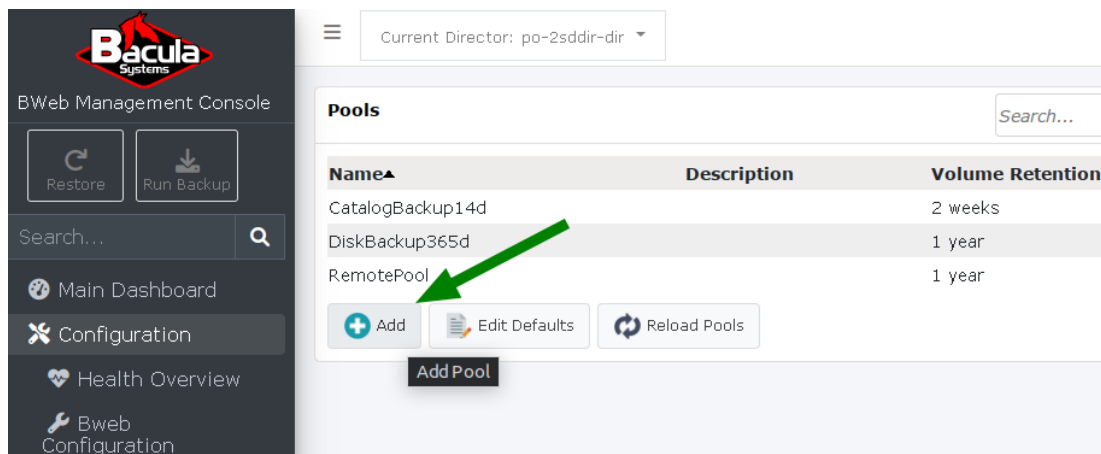 Bacula
Systems
BWeb Management Console
Restore
Run Backup
Search...
Main Dashboard
Configuration
Health Overview
Bweb
Configuration
Current Director: po-2sddir-dir
Pools
Search...
Name Description Volume Retention
CatalogBackup14d 2 weeks
DiskBackup365d 1 year
RemotePool 1 year
Add Edit Defaults Reload Pools
Add Pool